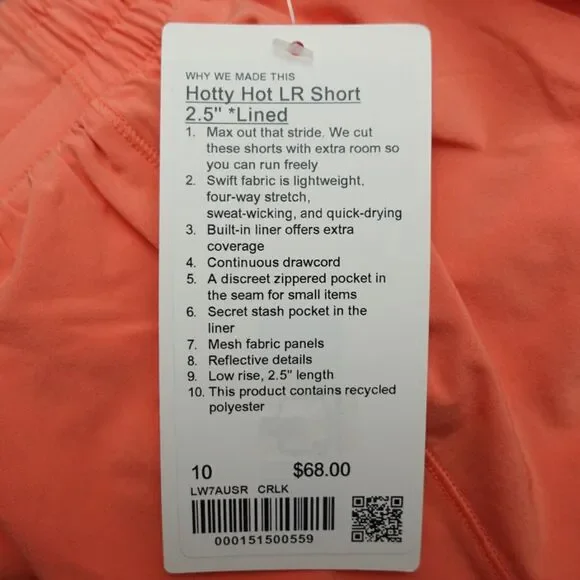 WHY WE MADE THIS
Hotty Hot LR Short
2.5" *Lined
1. Max out that stride. We cut
these shorts with extra room so
you can run freely
2. Swift fabric is lightweight,
four-way stretch,
sweat-wicking, and quick-drying
3. Built-in liner offers extra
coverage
4. Continuous drawcord
5. A discreet zippered pocket in
the seam for small items
6. Secret stash pocket in the
liner
7. Mesh fabric panels
8. Reflective details
9. Low rise, 2.5" length
10. This product contains recycled
polyester
10 $68.00
LW7AUSR CRLK
000151500559